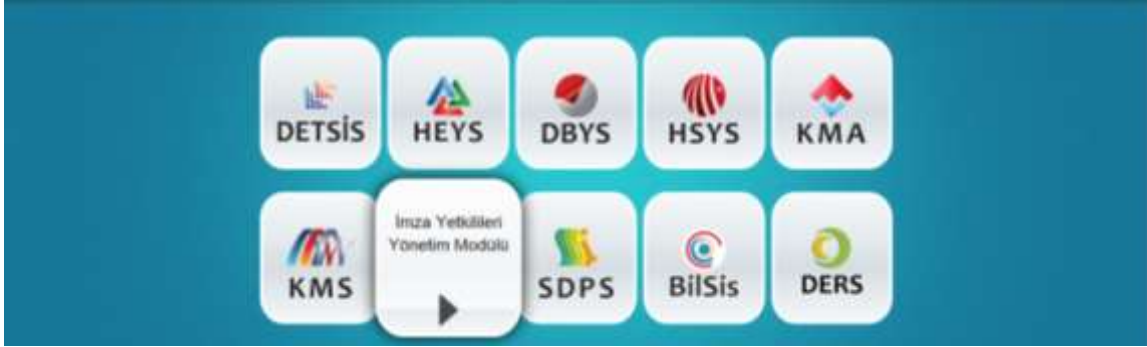 DETSİS
HEYS
DBYS
HSYS
KMA
KMS
İmza Yetkilileri
Yönetim Modülü
SDPS
BilSis
DERS